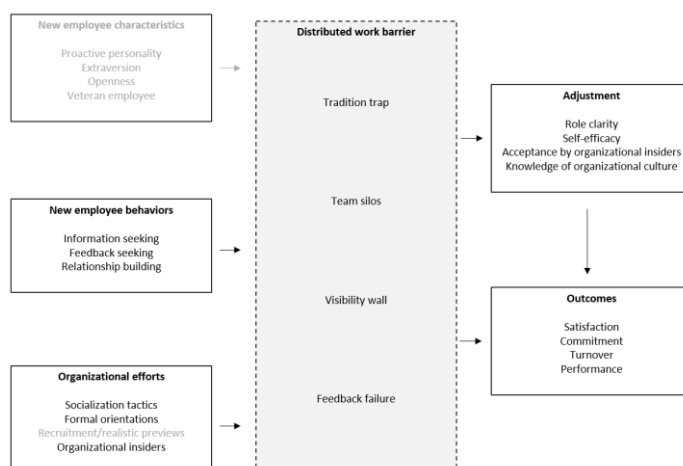 New employee characteristics
Proactive personality
Extraversion
Openness
Veteran employee
New employee behaviors
Information seeking
Feedback seeking
Relationship building
Organizational efforts
Socialization tactics
Formal orientations
Recruitment/realistic previews
Organizational insiders
Distributed work barrier
Tradition trap
Team silos
Visibility wall
Feedback failure
Adjustment
Role clarity
Self-efficacy
Acceptance by organizational insiders
Knowledge of organizational culture
Outcomes
Satisfaction
Commitment
Turnover
Performance